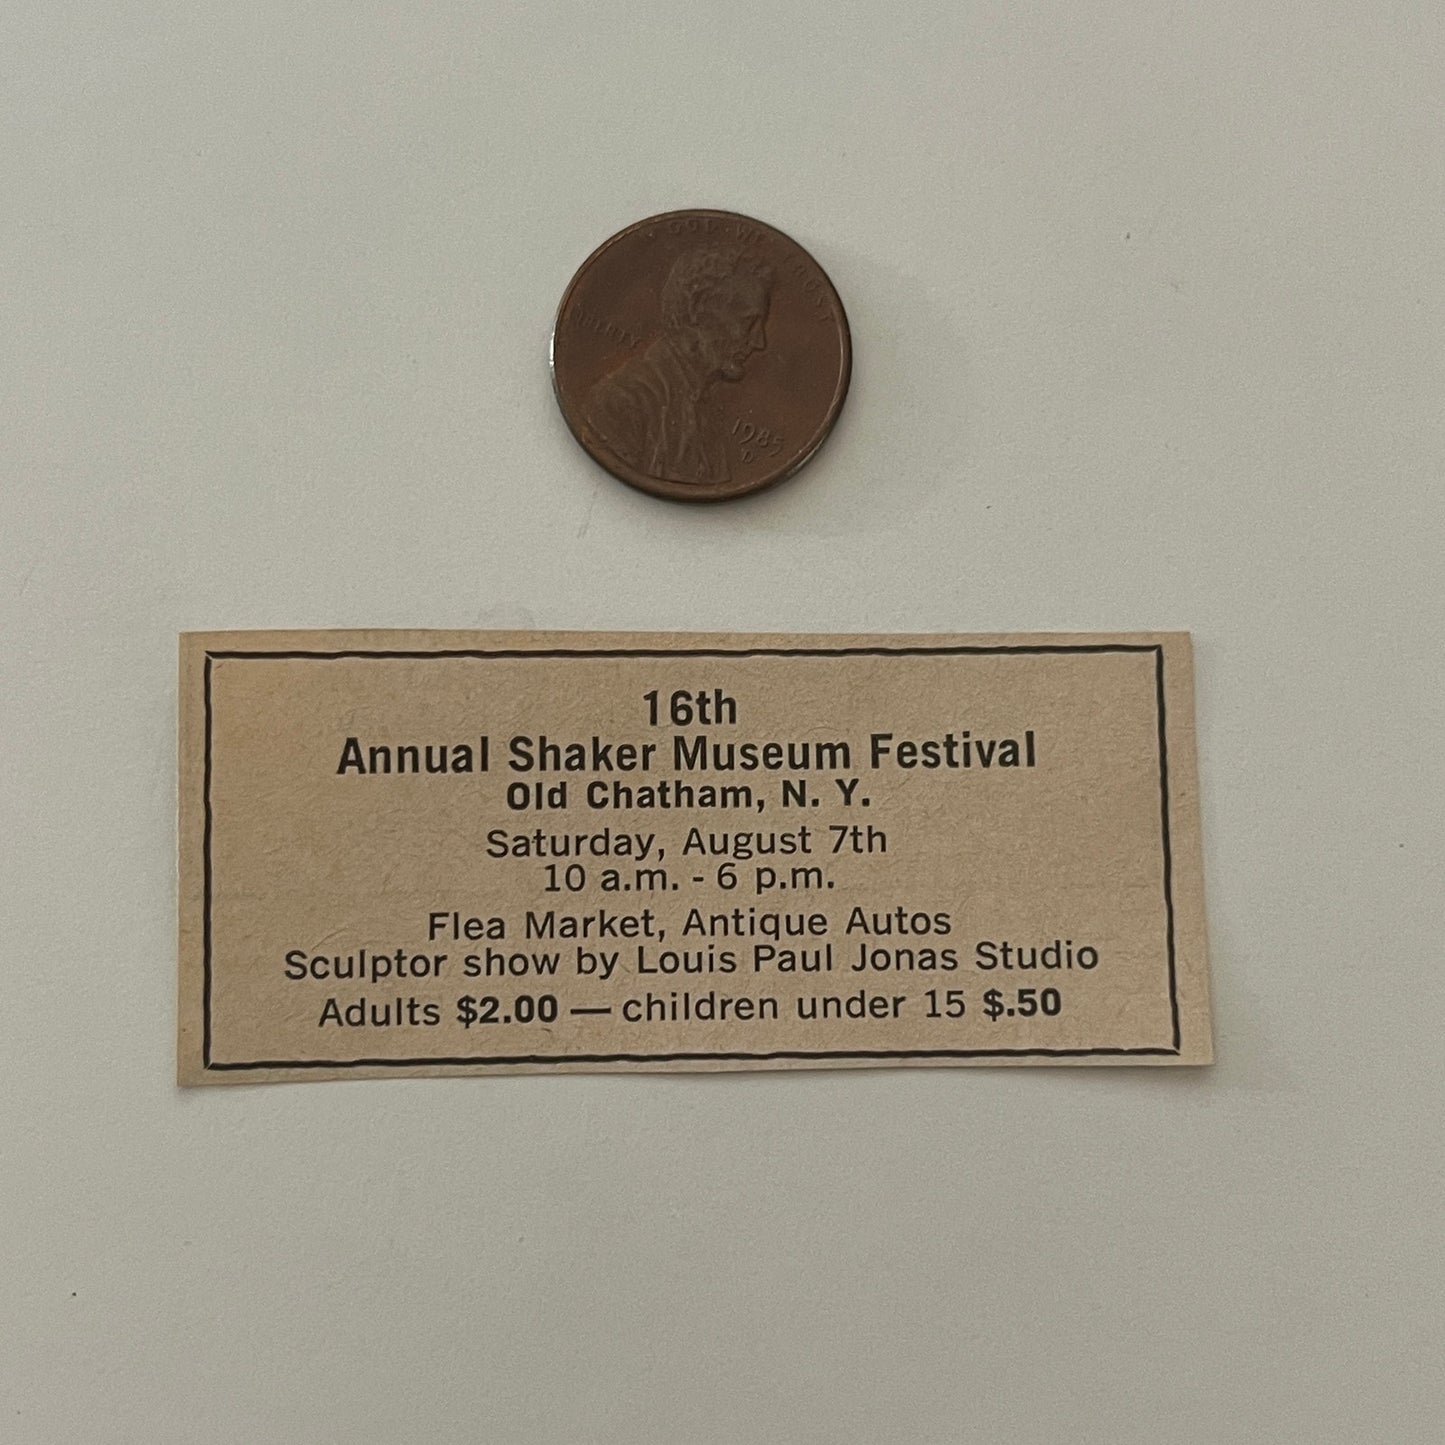 GOD WE TRUST
LIBERTY
1985
D
16th
Annual Shaker Museum Festival
Old Chatham, N. Y.
Saturday, August 7th
10 a.m. - 6 p.m.
Flea Market, Antique Autos
Sculptor show by Louis Paul Jonas Studio
Adults $2.00 — children under 15 $.50